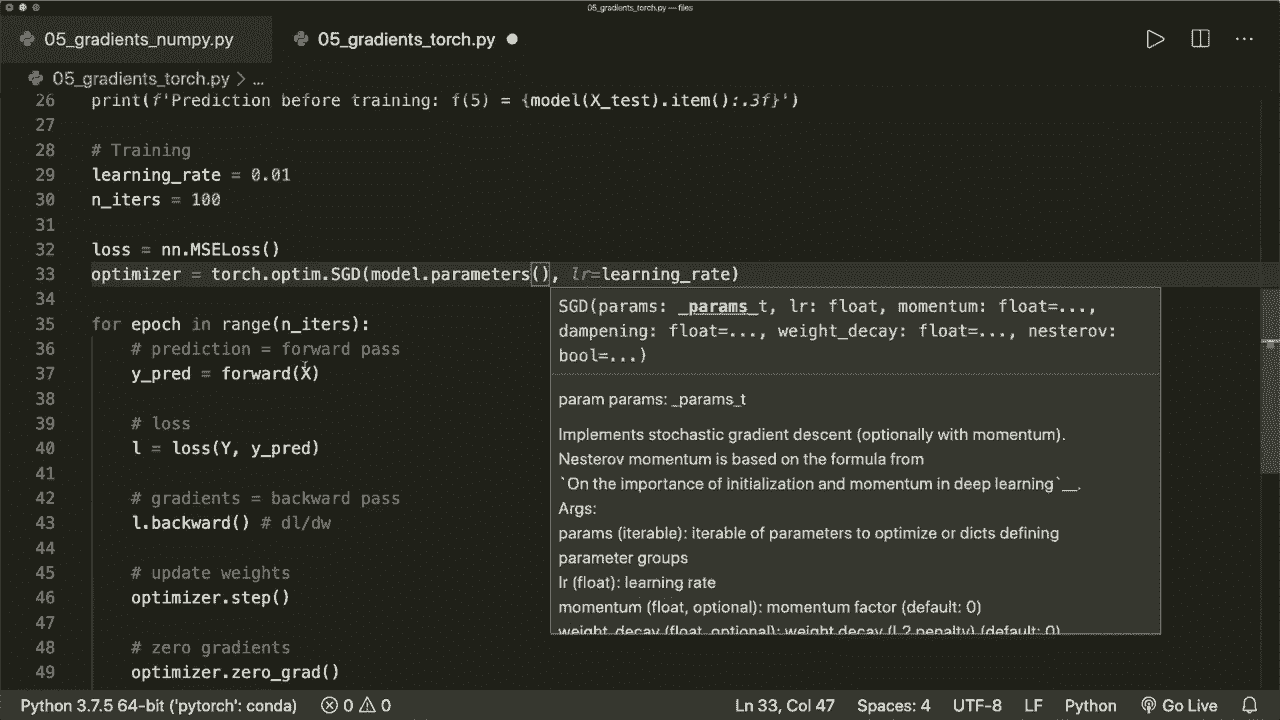 05_gradients_torch.py — files
05_gradients_numpy.py
05_gradients_torch.py
05_gradients_torch.py > ...
26 print(f'Prediction before training: f(5) = {model(X_test).item():.3f}')
27
28 # Training
29 learning_rate = 0.01
30 n_iters = 100
31
32 loss = nn.MSELoss()
33 optimizer = torch.optim.SGD(model.parameters(), lr=learning_rate)
34
SGD(params: _params_t, lr: float, momentum: float=...,
dampening: float=..., weight_decay: float=..., nesterov:
bool=...)
param params: _params_t
Implements stochastic gradient descent (optionally with momentum).
Nesterov momentum is based on the formula from
`On the importance of initialization and momentum in deep learning`__.
Args:
params (iterable): iterable of parameters to optimize or dicts defining
parameter groups
lr (float): learning rate
momentum (float, optional): momentum factor (default: 0)
weight_decay (float, optional): weight decay (L2 penalty) (default: 0)
35 for epoch in range(n_iters):
36 # prediction = forward pass
37 y_pred = forward(X)
38
39 # loss
40 l = loss(Y, y_pred)
41
42 # gradients = backward pass
43 l.backward() # dl/dw
44
45 # update weights
46 optimizer.step()
47
48 # zero gradients
49 optimizer.zero_grad()
Python 3.7.5 64-bit ('pytorch': conda) 0 0 Ln 33, Col 47 Spaces: 4 UTF-8 LF Python Go Live